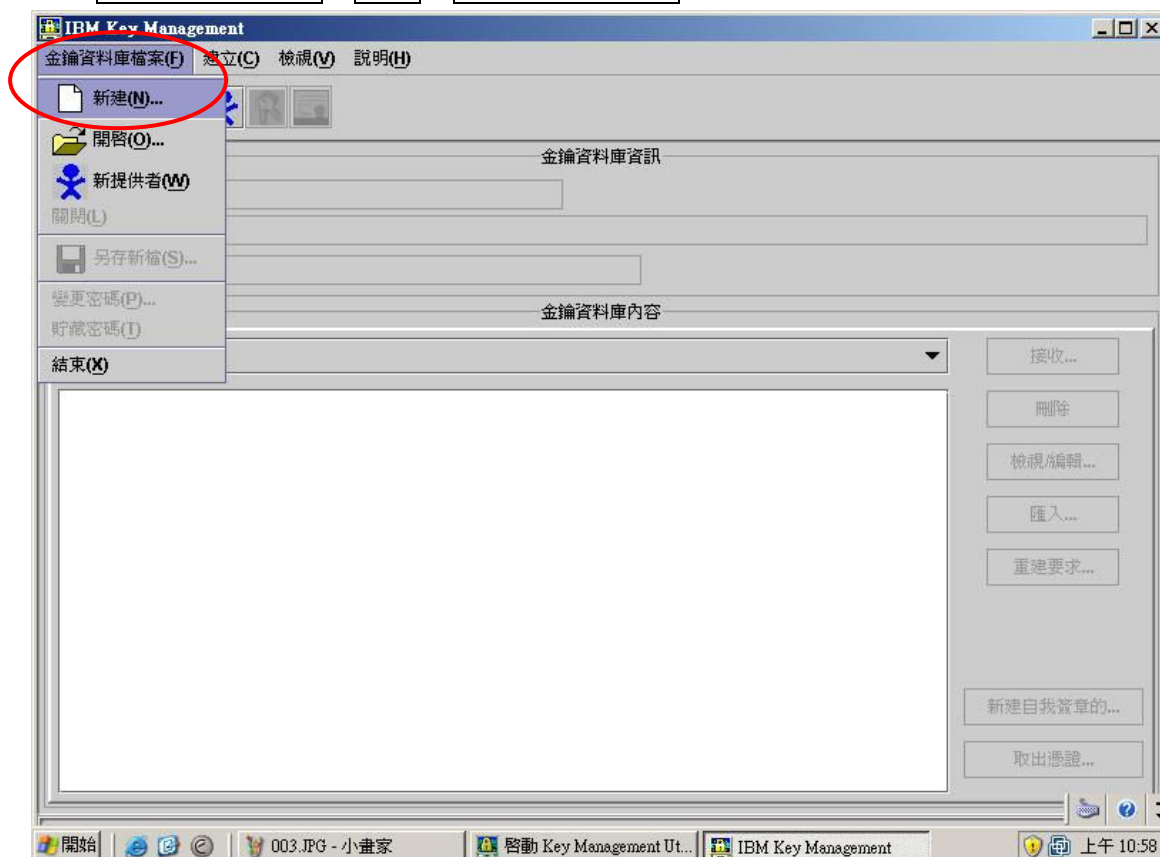 IBM Key Management
金鑰資料庫檔案(F) 建立(C) 檢視(V) 說明(H)
新建(N)...
開啓(O)...
新提供者(W)
關閉(L)
另存新檔(S)...
變更密碼(P)...
貯藏密碼(T)
結束(X)
金鑰資料庫資訊
金鑰資料庫內容
接收...
刪除
檢視/編輯...
匯入...
重建要求...
新建自我簽章的...
取出憑證...
開始 003.JPG - 小畫家 啓動 Key Management Ut... IBM Key Management 上午 10:58